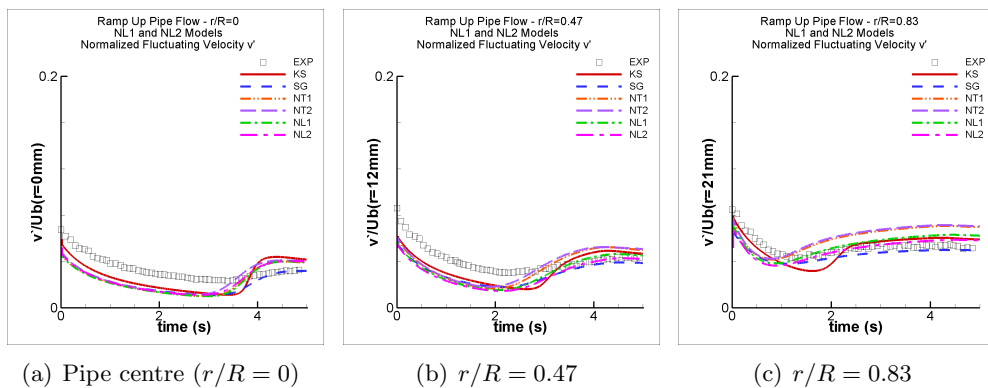 Ramp Up Pipe Flow - r/R=0
NL1 and NL2 Models
Normalized Fluctuating Velocity v'
EXP
KS
SG
NT1
NT2
NL1
NL2
0.2
0
v'/Ub(r=0mm)
0 2 4
time (s)
(a) Pipe centre (r/R = 0)
Ramp Up Pipe Flow - r/R=0.47
NL1 and NL2 Models
Normalized Fluctuating Velocity v'
EXP
KS
SG
NT1
NT2
NL1
NL2
0.2
0
v'/Ub(r=12mm)
0 2 4
time (s)
(b) r/R = 0.47
Ramp Up Pipe Flow - r/R=0.83
NL1 and NL2 Models
Normalized Fluctuating Velocity v'
EXP
KS
SG
NT1
NT2
NL1
NL2
0.2
0
v'/Ub(r=21mm)
0 2 4
time (s)
(c) r/R = 0.83